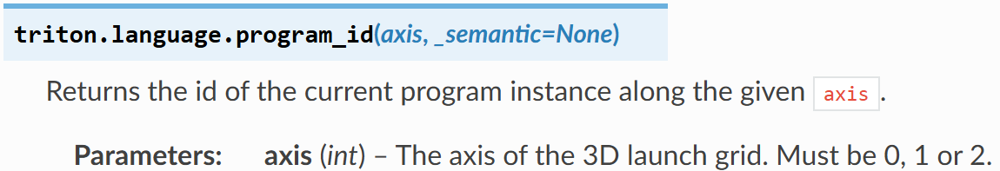 triton.language.program_id(axis, _semantic=None)
Returns the id of the current program instance along the given axis.
Parameters: axis (int) – The axis of the 3D launch grid. Must be 0, 1 or 2.